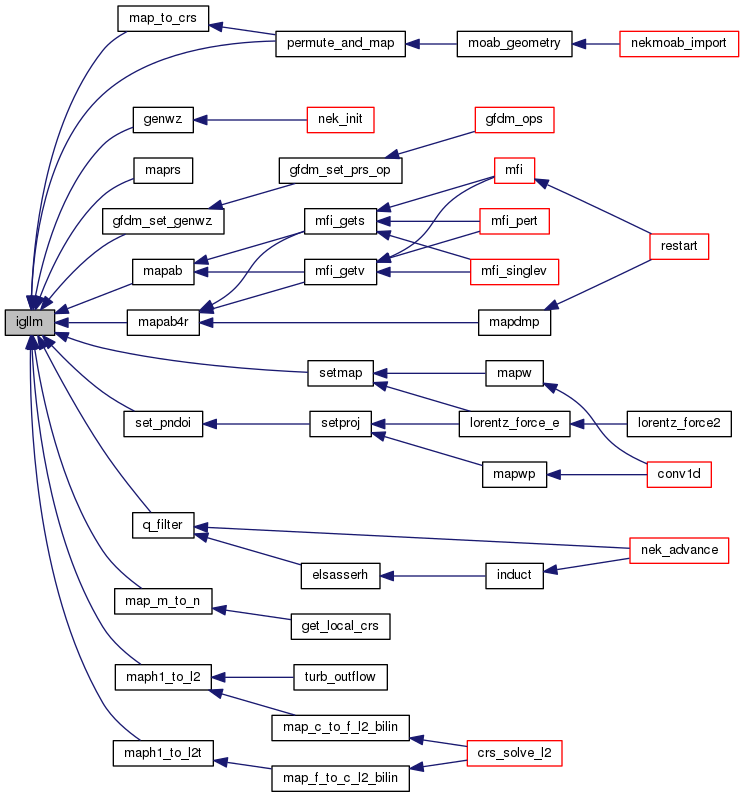 map_to_crs
permute_and_map
moab_geometry
nekmoab_import
genwz
nek_init
gfdm_ops
maprs
gfdm_set_prs_op
mfi
gfdm_set_genwz
mfi_gets
mfi_pert
restart
mapab
mfi_getv
mfi_singlev
igllm
mapab4r
mapdmp
setmap
mapw
set_pndoi
setproj
lorentz_force_e
lorentz_force2
mapwp
conv1d
q_filter
nek_advance
elsasserh
induct
map_m_to_n
get_local_crs
maph1_to_l2
turb_outflow
map_c_to_f_l2_bilin
maph1_to_l2t
crs_solve_l2
map_f_to_c_l2_bilin